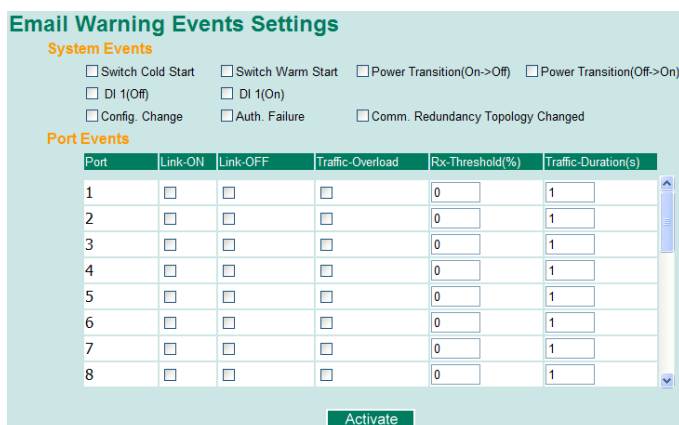 Email Warning Events Settings
System Events
Switch Cold Start Switch Warm Start Power Transition(On->Off) Power Transition(Off->On)
DI 1(Off) DI 1(On)
Config. Change Auth. Failure Comm. Redundancy Topology Changed
Port Events
Port Link-ON Link-OFF Traffic-Overload Rx-Threshold(%) Traffic-Duration(s)
1 0 1
2 0 1
3 0 1
4 0 1
5 0 1
6 0 1
7 0 1
8 0 1
Activate